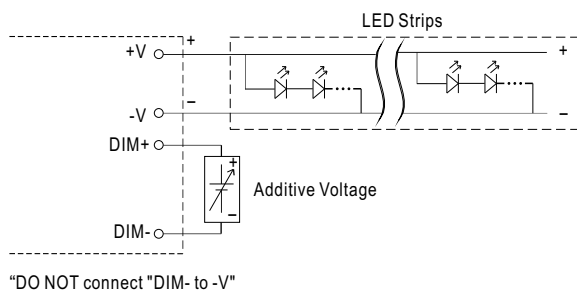 LED Strips
+V + +
-V − −
DIM+
+
Additive Voltage
−
DIM-
“DO NOT connect "DIM- to -V"